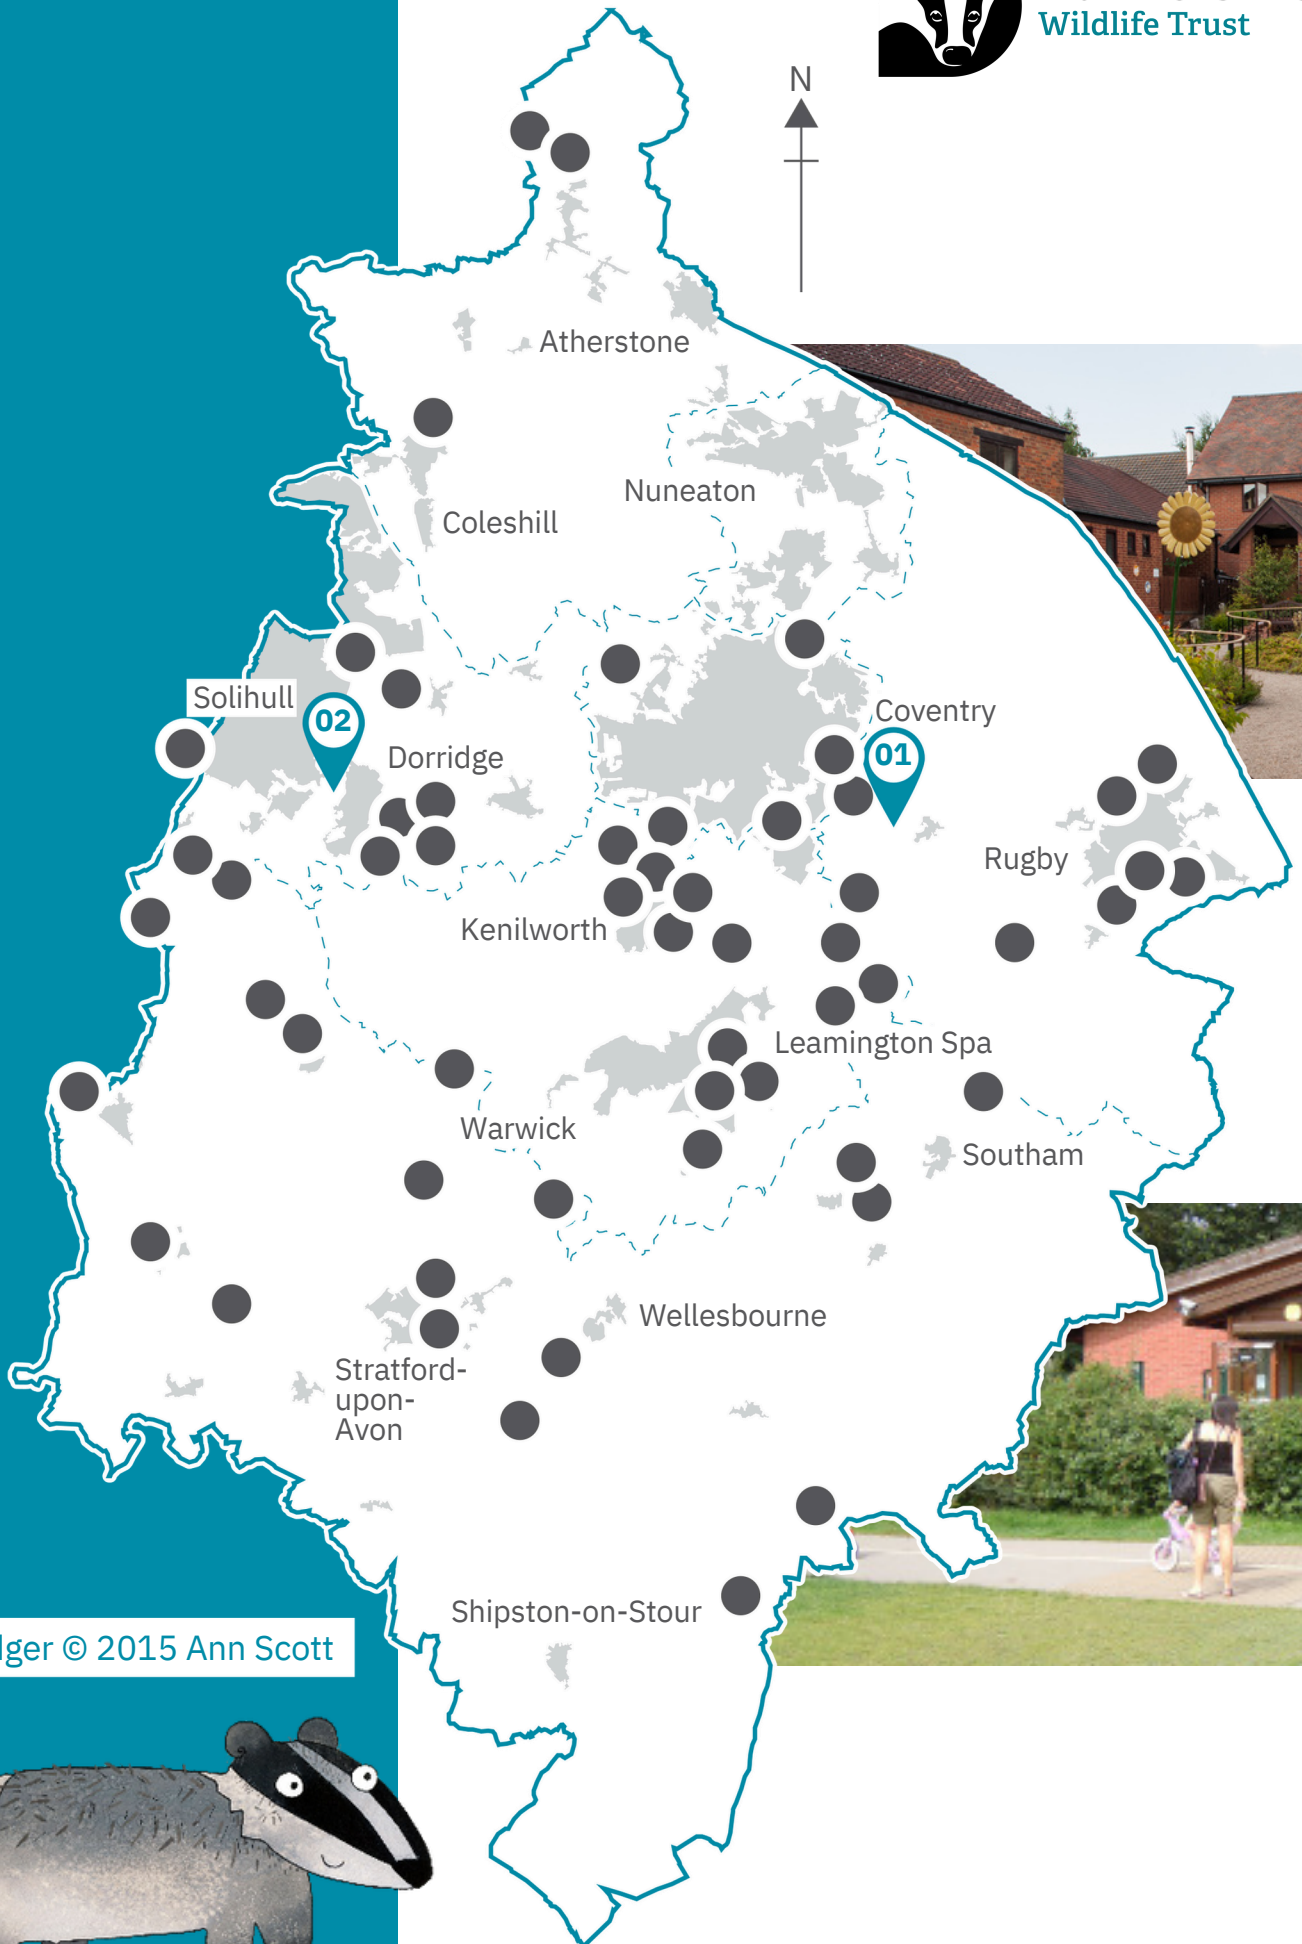 Wildlife Trust
N
Atherstone
Nuneaton
Coleshill
Solihull
02
Coventry
01
Dorridge
Rugby
Kenilworth
Leamington Spa
Warwick
Southam
Wellesbourne
Stratford-
upon-
Avon
Shipston-on-Stour
© 2015 Ann Scott